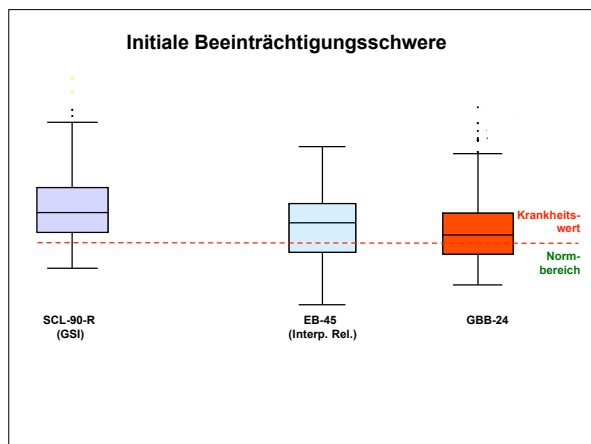 Initiale Beeinträchtigungsschwere
Krankheits-
wert
Norm-
bereich
SCL-90-R
(GSI)
EB-45
(Interp. Rel.)
GBB-24